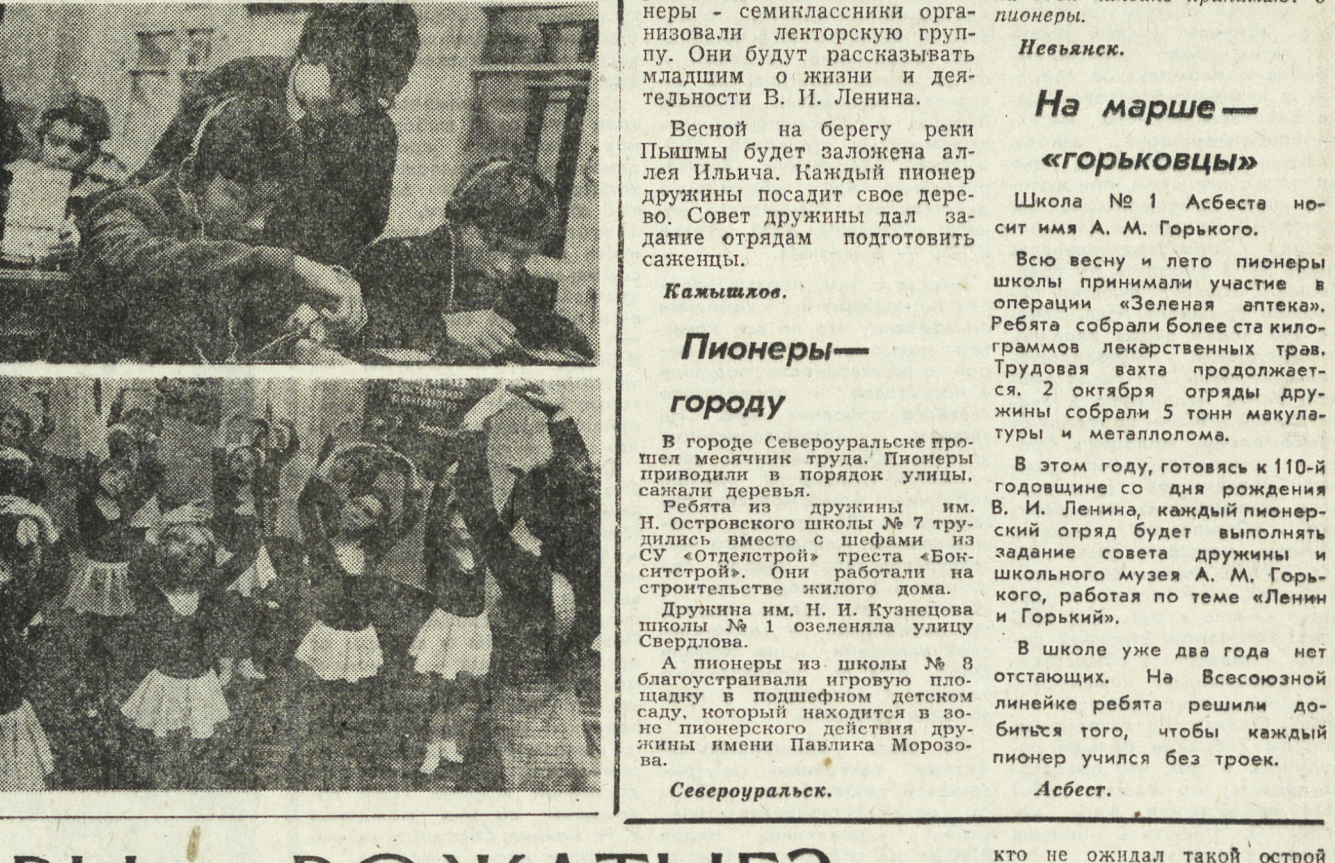 неры - семиклассники орга-
низовали лекторскую груп-
пу. Они будут рассказывать
младшим о жизни и дея-
тельности В. И. Ленина.
Весной на берегу реки
Пышмы будет заложена ал-
лея Ильича. Каждый пионер
дружины посадит свое дере-
во. Совет дружины дал за-
дание отрядам подготовить
саженцы.
Камышлов.
Пионеры—
городу
В городе Североуральске про-
шел месячник труда. Пионеры
приводили в порядок улицы,
сажали деревья.
Ребята из дружины им.
Н. Островского школы № 7 тру-
дились вместе с шефами из
СУ «Отделстрой» треста «Бок-
ситстрой». Они работали на
строительстве жилого дома.
Дружина им. Н. И. Кузнецова
школы № 1 озеленяла улицу
Свердлова.
А пионеры из школы № 8
благоустраивали игровую пло-
щадку в подшефном детском
саду, который находится в зо-
не пионерского действия дру-
жины имени Павлика Морозо-
ва.
Североуральск.
пионеры.
Невьянск.
На марше—
«горьковцы»
Школа № 1 Асбеста но-
сит имя А. М. Горького.
Всю весну и лето пионеры
школы принимали участие в
операции «Зеленая аптека».
Ребята собрали более ста кило-
граммов лекарственных трав.
Трудовая вахта продолжает-
ся. 2 октября отряды дру-
жины собрали 5 тонн макула-
туры и металлолома.
В этом году, готовясь к 110-й
годовщине со дня рождения
В. И. Ленина, каждый пионер-
ский отряд будет выполнять
задание совета дружины и
школьного музея А. М. Горь-
кого, работая по теме «Ленин
и Горький».
В школе уже два года нет
отстающих. На Всесоюзной
линейке ребята решили до-
биться того, чтобы каждый
пионер учился без троек.
Асбест.
ВОЖАТЫЕ?
кто не ожидал такой острой